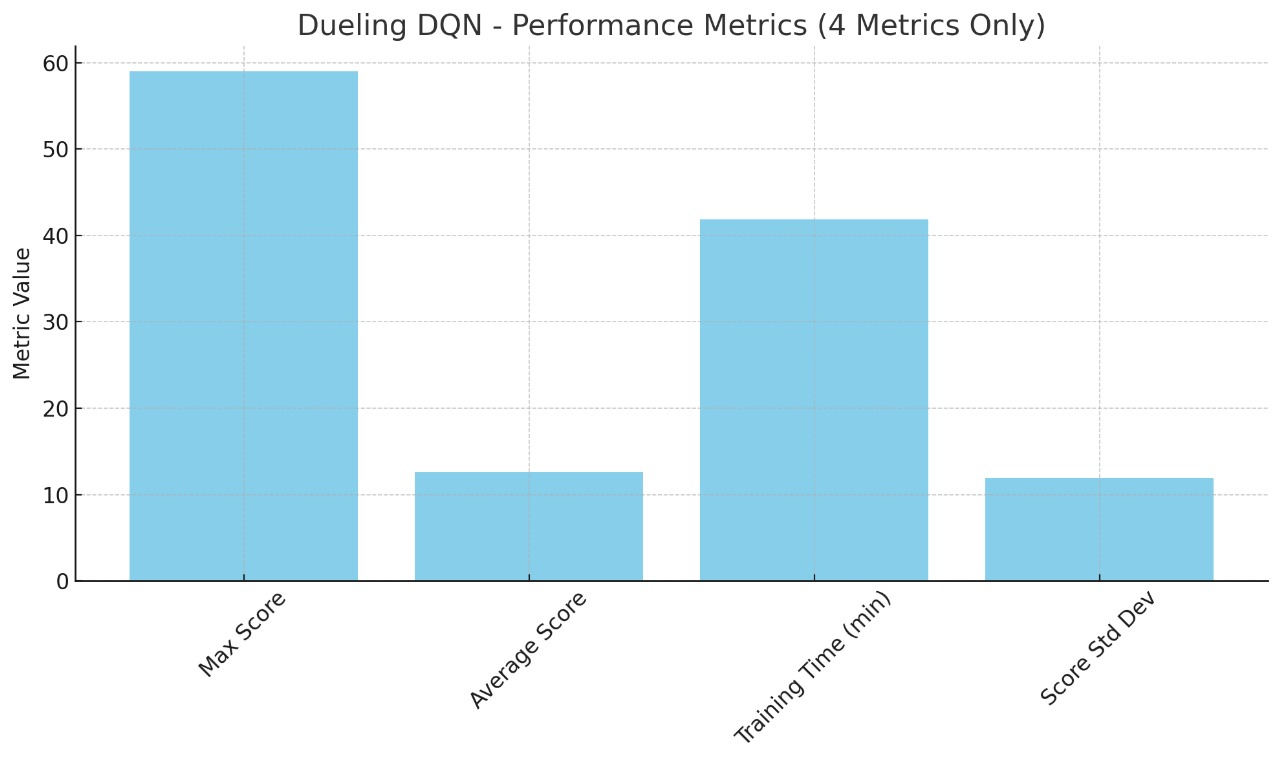 Dueling DQN - Performance Metrics (4 Metrics Only)
Metric Value
60
50
40
30
20
10
0
Max Score
Average Score
Training Time (min)
Score Std Dev